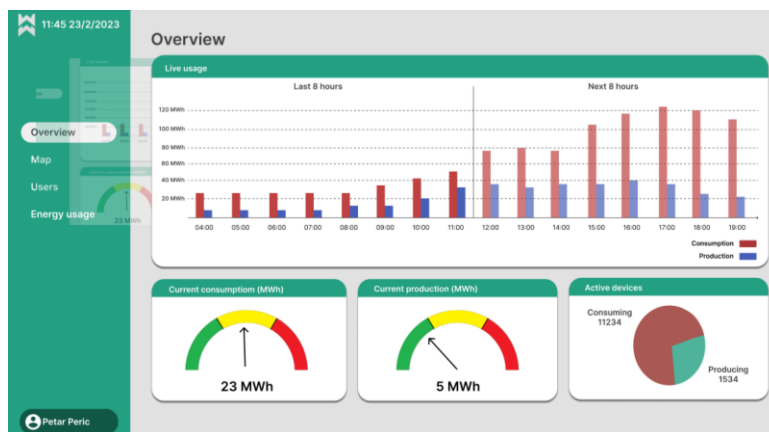 11:45 23/2/2023
Overview
Map
Users
Energy usage
Petar Peric
Overview
Live usage
Last 8 hours
Next 8 hours
120 MWh
100 MWh
80 MWh
60 MWh
40 MWh
20 MWh
04:00 05:00 06:00 07:00 08:00 09:00 10:00 11:00 12:00 13:00 14:00 15:00 16:00 17:00 18:00 19:00
Consumption
Production
Current consumptiom (MWh)
23 MWh
Current production (MWh)
5 MWh
Active devices
Consuming
11234
Producing
1534
23 MWh